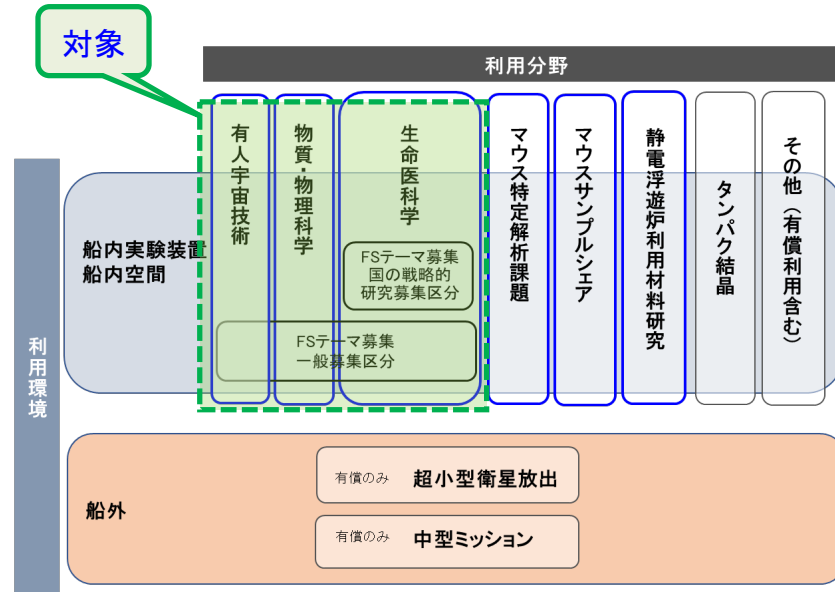 対象
利用分野
有人宇宙技術
物質・物理科学
生命医科学
マウス特定解析課題
マウスサンプルシェア
静電浮遊炉利用材料研究
タンパク結晶
その他（有償利用含む）
利用環境
船内実験装置
船内空間
FSテーマ募集
国の戦略的
研究募集区分
FSテーマ募集
一般募集区分
船外
有償のみ 超小型衛星放出
有償のみ 中型ミッション